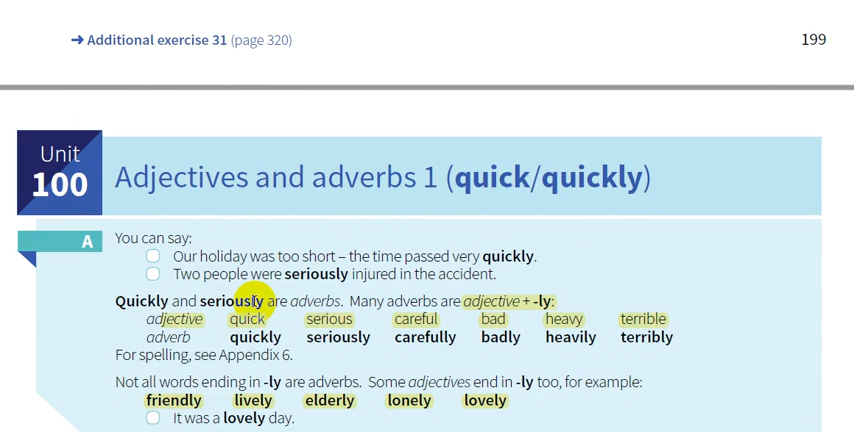 ➜ Additional exercise 31 (page 320)
199
Unit
100
Adjectives and adverbs 1 (quick/quickly)
A
You can say:
Our holiday was too short – the time passed very quickly.
Two people were seriously injured in the accident.
Quickly and seriously are adverbs. Many adverbs are adjective + -ly:
adjective quick serious careful bad heavy terrible
adverb quickly seriously carefully badly heavily terribly
For spelling, see Appendix 6.
Not all words ending in -ly are adverbs. Some adjectives end in -ly too, for example:
friendly lively elderly lonely lovely
It was a lovely day.